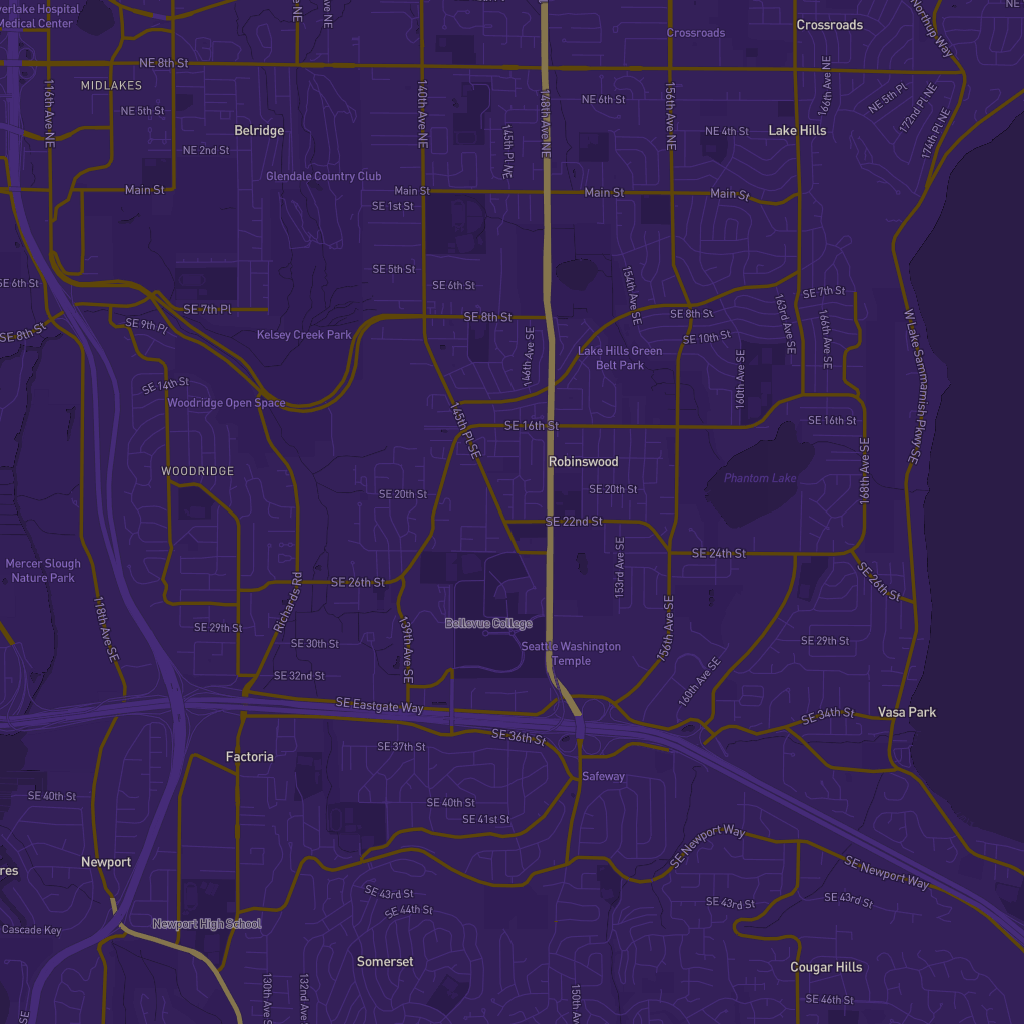 verlake Hospital
Medical Center
Crossroads
Crossroads
Northup Way
NE 8th St
MIDLAKES
116th Ave NE
140th Ave NE
148th Ave NE
156th Ave NE
166th Ave NE
NE 5th Pl
172nd Pl NE
174th Pl NE
NE 5th St
NE 6th St
Belridge
145th Pl NE
NE 4th St
Lake Hills
NE 2nd St
Glendale Country Club
Main St
Main St
Main St
Main St
SE 1st St
SE 5th St
SE 6th St
SE 6th St
154th Ave SE
SE 7th St
SE 7th Pl
SE 8th St
SE 8th St
SE 8th St
163rd Ave SE
166th Ave SE
W Lake Sammamish Pkwy SE
SE 9th Pl
Kelsey Creek Park
146th Ave SE
SE 10th St
Lake Hills Green
Belt Park
160th Ave SE
SE 14th St
Woodridge Open Space
145th Pl SE
SE 16th St
SE 16th St
WOODRIDGE
Robinswood
168th Ave SE
Phantom Lake
SE 20th St
SE 20th St
SE 22nd St
SE 24th St
153rd Ave SE
Mercer Slough
Nature Park
SE 26th St
SE 26th St
118th Ave SE
Richards Rd
139th Ave SE
156th Ave SE
SE 29th St
SE 29th St
Bellevue College
SE 30th St
Seattle Washington
Temple
SE 32nd St
160th Ave SE
SE Eastgate Way
SE 34th St
Vasa Park
SE 36th St
SE 37th St
Factoria
Safeway
SE 40th St
SE 40th St
SE 41st St
SE Newport Way
SE Newport Way
Newport
res
SE 43rd St
SE 43rd St
SE 43rd St
SE 44th St
Newport High School
Cascade Key
Somerset
Cougar Hills
130th Ave S
132nd Ave S
150th Av
SE 46th St
SE